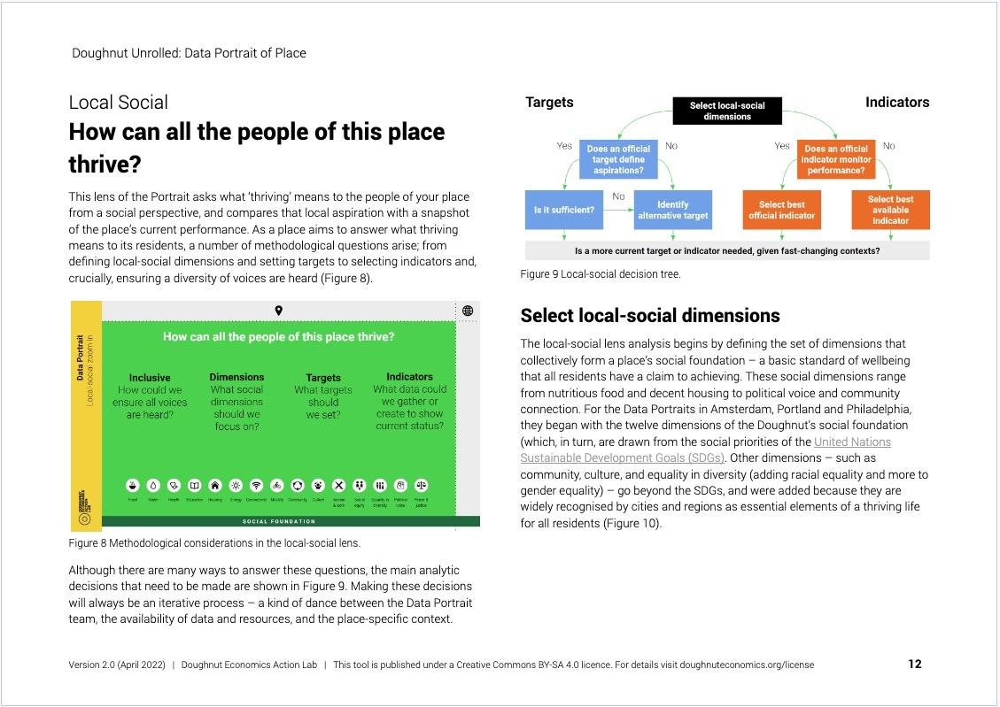 Doughnut Unrolled: Data Portrait of Place
Local Social
How can all the people of this place
thrive?
This lens of the Portrait asks what ‘thriving’ means to the people of your place
from a social perspective, and compares that local aspiration with a snapshot
of the place’s current performance. As a place aims to answer what thriving
means to its residents, a number of methodological questions arise; from
defining local-social dimensions and setting targets to selecting indicators and,
crucially, ensuring a diversity of voices are heard (Figure 8).
Data Portrait
Local-social zoom in
How can all the people of this place thrive?
Inclusive
How could we
ensure all voices
are heard?
Dimensions
What social
dimensions
should we
focus on?
Targets
What targets
should
we set?
Indicators
What data could
we gather or
create to show
current status?
Food
Water
Health
Education
Housing
Energy
Connectivity
Mobility
Community
Culture
Income
& work
Social
equity
Equality in
diversity
Political
voice
Peace &
justice
SOCIAL FOUNDATION
Figure 8 Methodological considerations in the local-social lens.
Although there are many ways to answer these questions, the main analytic
decisions that need to be made are shown in Figure 9. Making these decisions
will always be an iterative process – a kind of dance between the Data Portrait
team, the availability of data and resources, and the place-specific context.
Targets
Select local-social
dimensions
Indicators
Yes
Does an official
target define
aspirations?
No
Yes
Does an official
indicator monitor
performance?
No
Is it sufficient?
No
Identify
alternative target
Select best
official indicator
Select best
available
indicator
Is a more current target or indicator needed, given fast-changing contexts?
Figure 9 Local-social decision tree.
Select local-social dimensions
The local-social lens analysis begins by defining the set of dimensions that
collectively form a place’s social foundation – a basic standard of wellbeing
that all residents have a claim to achieving. These social dimensions range
from nutritious food and decent housing to political voice and community
connection. For the Data Portraits in Amsterdam, Portland and Philadelphia,
they began with the twelve dimensions of the Doughnut’s social foundation
(which, in turn, are drawn from the social priorities of the United Nations
Sustainable Development Goals (SDGs). Other dimensions – such as
community, culture, and equality in diversity (adding racial equality and more to
gender equality) – go beyond the SDGs, and were added because they are
widely recognised by cities and regions as essential elements of a thriving life
for all residents (Figure 10).
Version 2.0 (April 2022) | Doughnut Economics Action Lab | This tool is published under a Creative Commons BY-SA 4.0 licence. For details visit doughnuteconomics.org/license
12